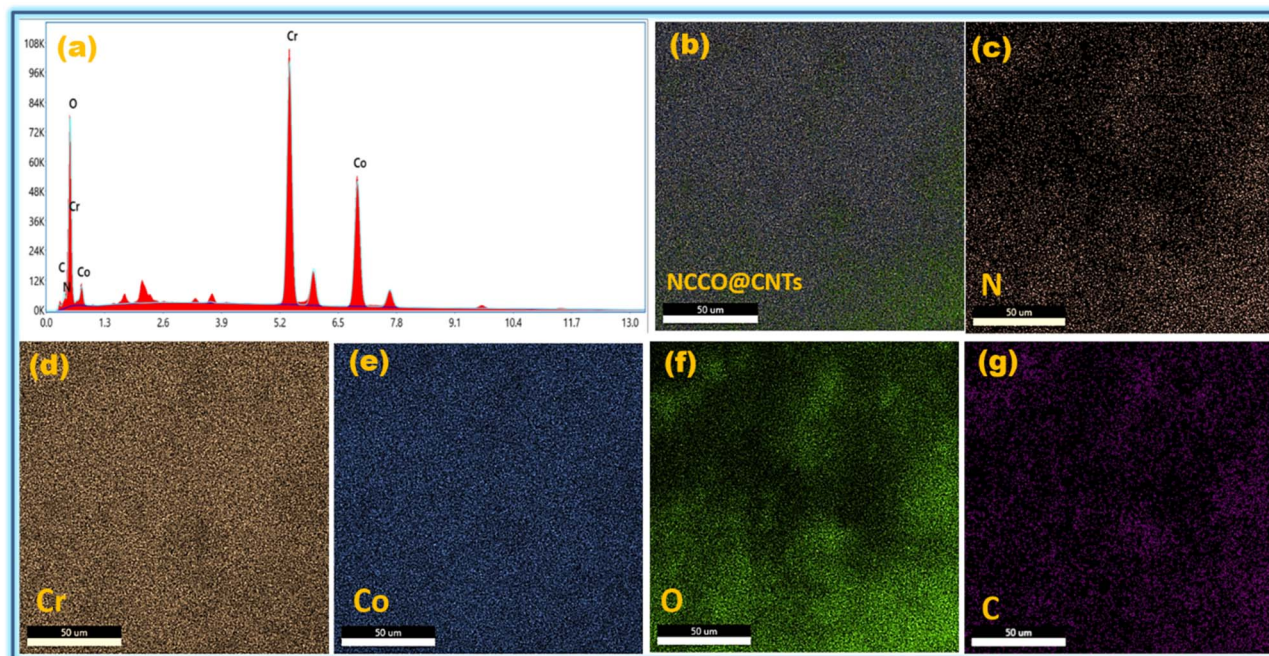 (a)
108K
96K
84K
72K
60K
48K
36K
24K
12K
0K
O
Cr
C
N
Co
Cr
Co
0.0 1.3 2.6 3.9 5.2 6.5 7.8 9.1 10.4 11.7 13.0
(b)
NCCO@CNTs
50 um
(c)
N
50 um
(d)
Cr
50 um
(e)
Co
50 um
(f)
O
50 um
(g)
C
50 um